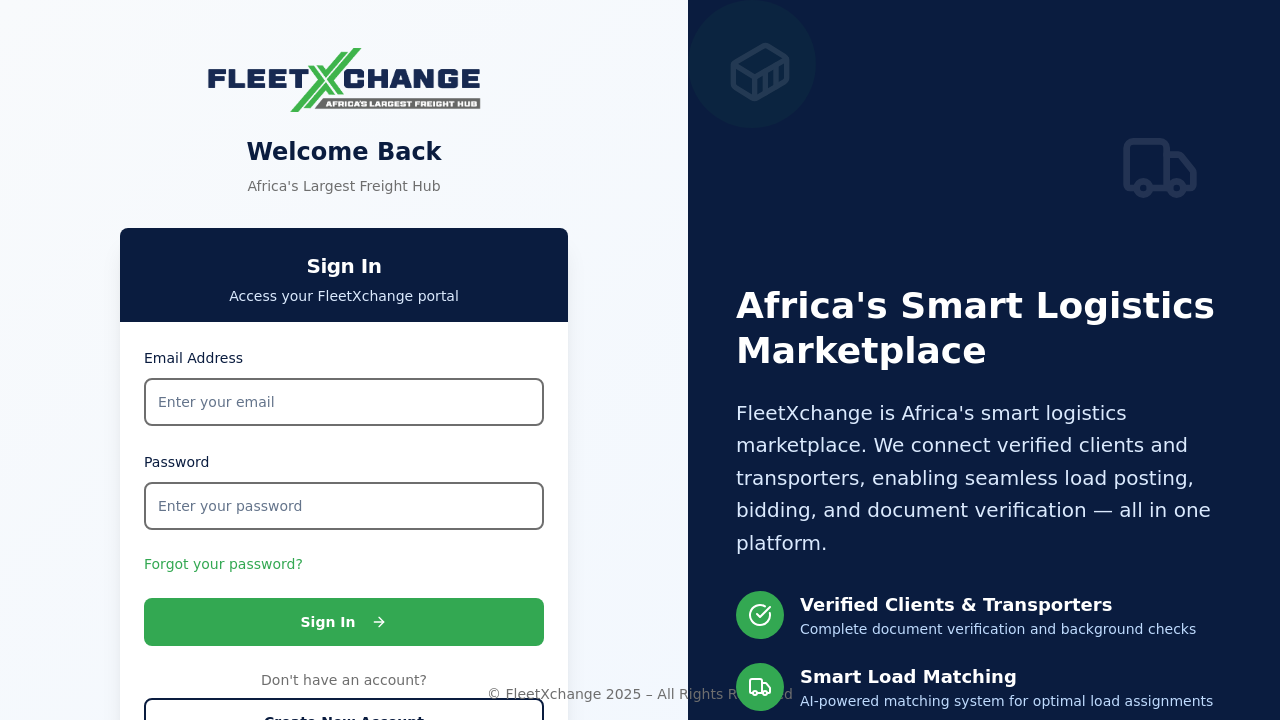 FLEETXCHANGE
AFRICA'S LARGEST FREIGHT HUB
Welcome Back
Africa's Largest Freight Hub
Sign In
Access your FleetXchange portal
Email Address
Enter your email
Password
Enter your password
Forgot your password?
Sign In
Don't have an account?
Create New Account
Africa's Smart Logistics
Marketplace
FleetXchange is Africa's smart logistics
marketplace. We connect verified clients and
transporters, enabling seamless load posting,
bidding, and document verification — all in one
platform.
Verified Clients & Transporters
Complete document verification and background checks
Smart Load Matching
AI-powered matching system for optimal load assignments
© FleetXchange 2025 – All Rights